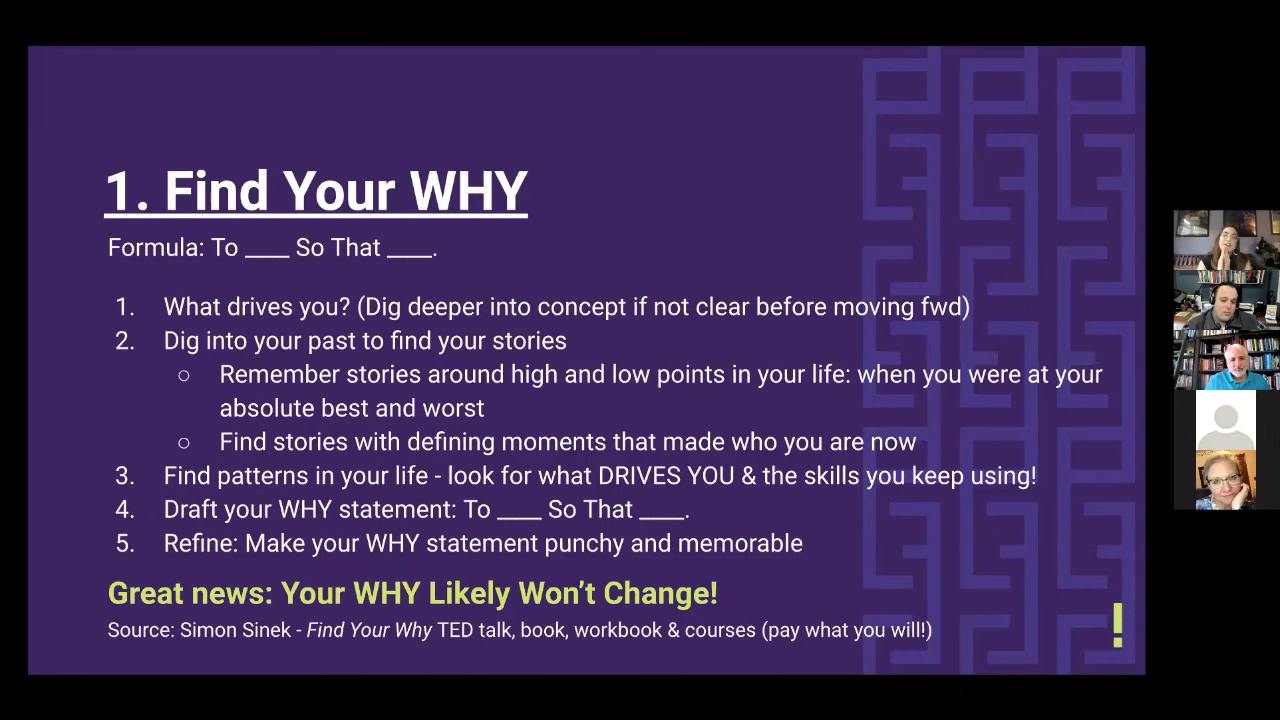 1. Find Your WHY
Formula: To ____ So That ____.
1. What drives you? (Dig deeper into concept if not clear before moving fwd)
2. Dig into your past to find your stories
○ Remember stories around high and low points in your life: when you were at your
absolute best and worst
○ Find stories with defining moments that made who you are now
3. Find patterns in your life - look for what DRIVES YOU & the skills you keep using!
4. Draft your WHY statement: To ____ So That ____.
5. Refine: Make your WHY statement punchy and memorable
Great news: Your WHY Likely Won’t Change!
Source: Simon Sinek - Find Your Why TED talk, book, workbook & courses (pay what you will!)
!